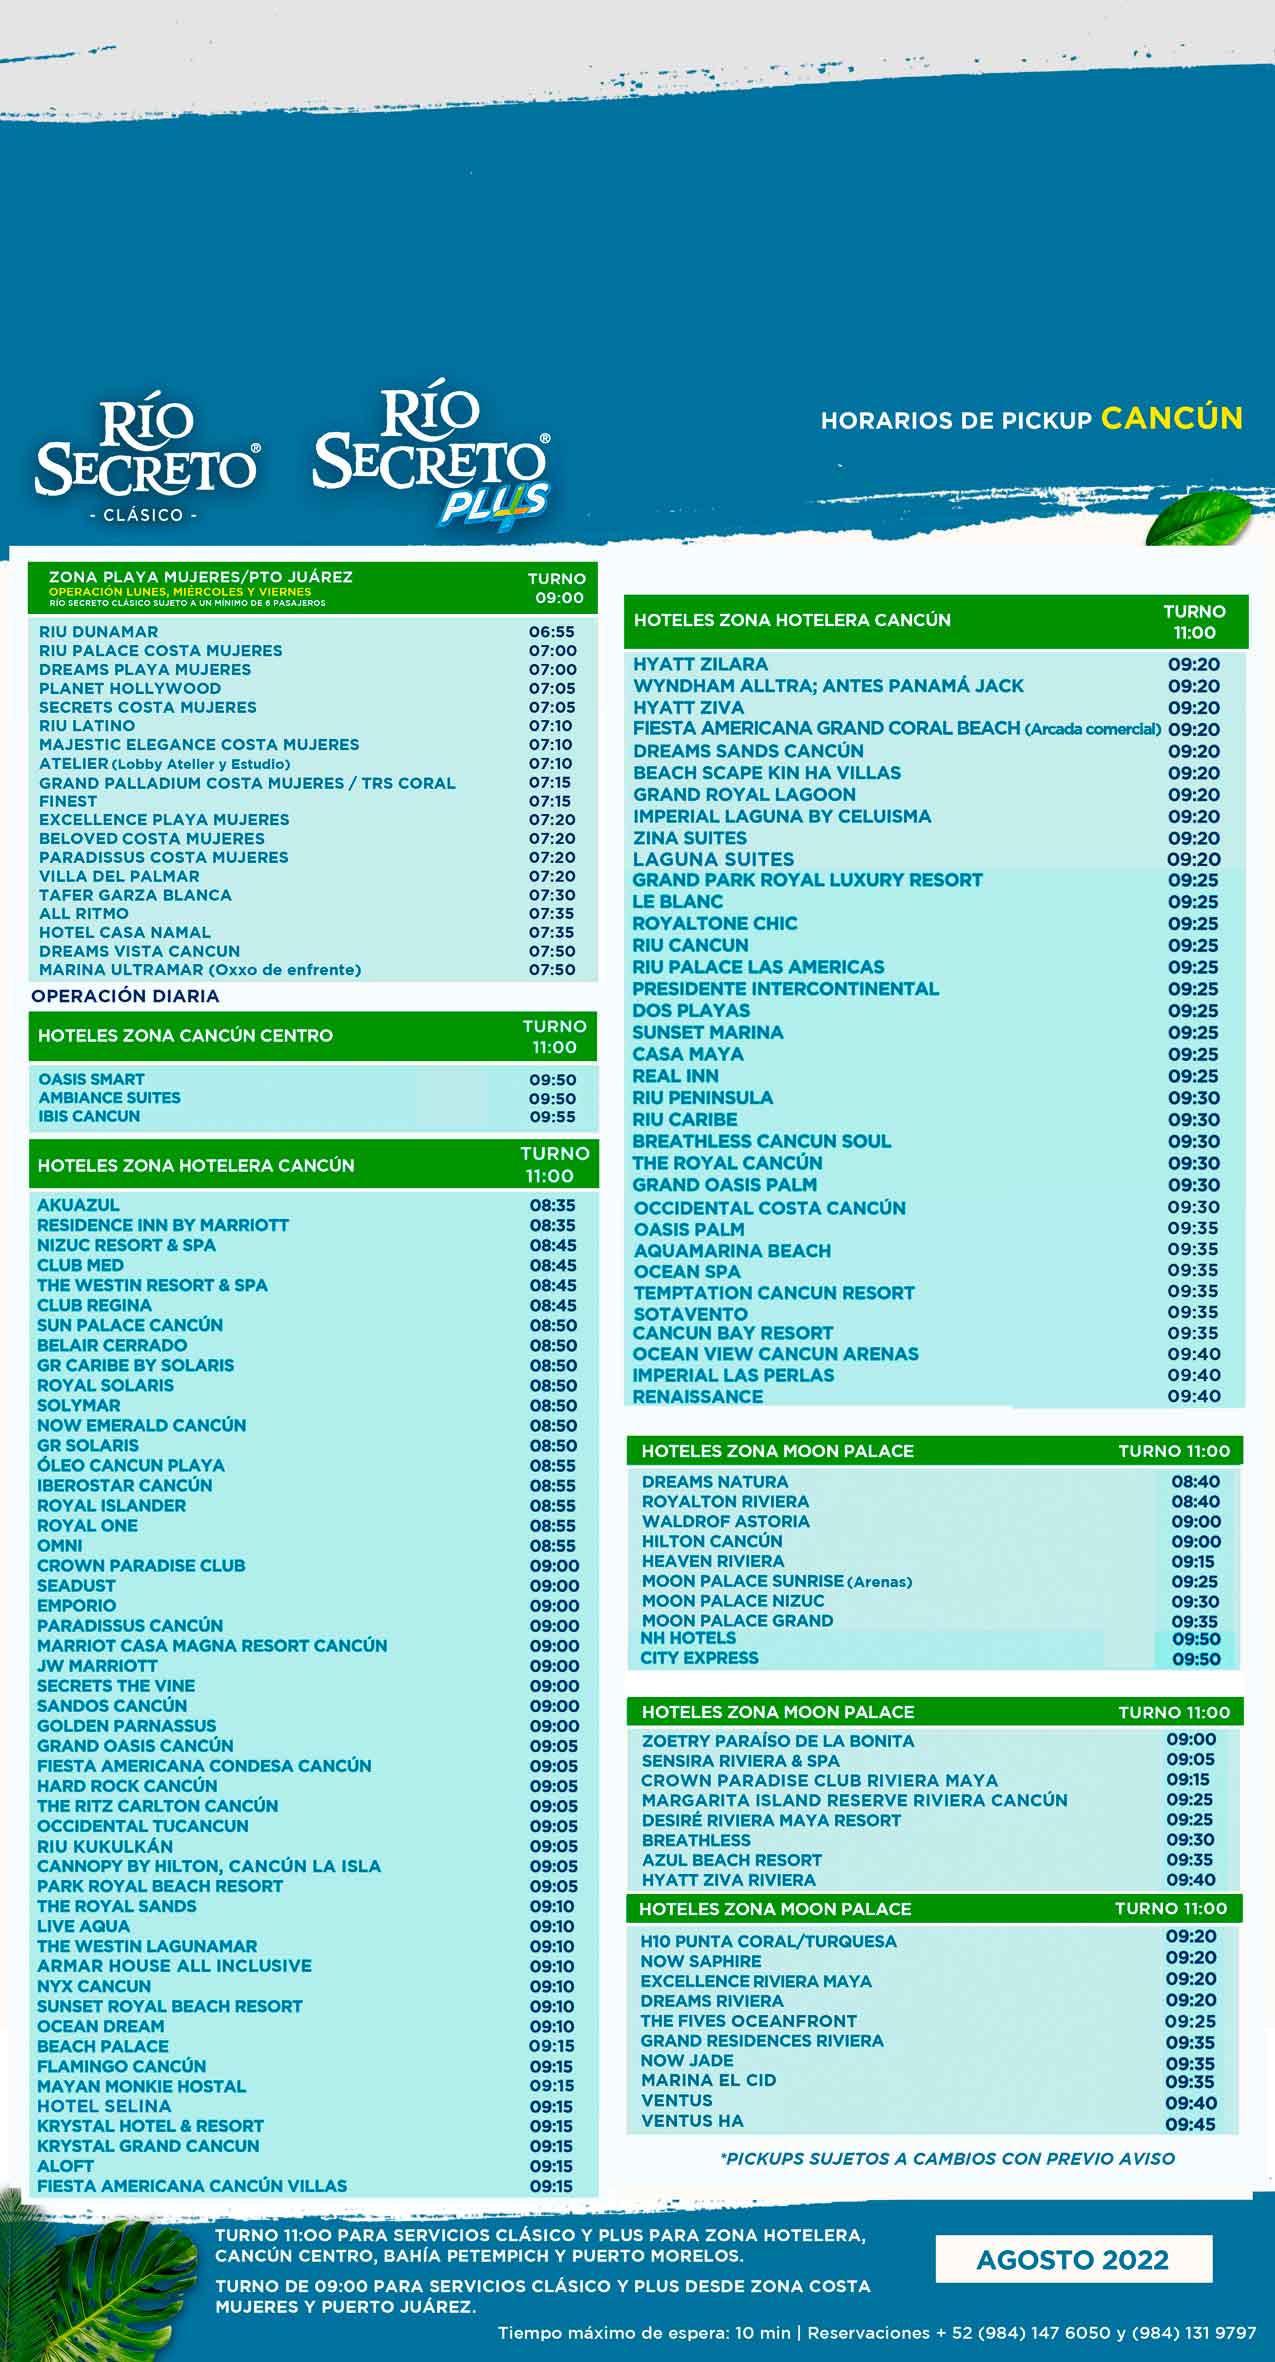 RÍO
SECRETO®
- CLÁSICO -
RÍO
SECRETO®
PLUS
HORARIOS DE PICKUP CANCÚN
ZONA PLAYA MUJERES/PTO JUÁREZ TURNO
OPERACIÓN LUNES, MIÉRCOLES Y VIERNES 09:00
RÍO SECRETO CLÁSICO SUJETO A UN MÍNIMO DE 6 PASAJEROS
RIU DUNAMAR 06:55
RIU PALACE COSTA MUJERES 07:00
DREAMS PLAYA MUJERES 07:00
PLANET HOLLYWOOD 07:05
SECRETS COSTA MUJERES 07:05
RIU LATINO 07:10
MAJESTIC ELEGANCE COSTA MUJERES 07:10
ATELIER (Lobby Atelier y Estudio) 07:10
GRAND PALLADIUM COSTA MUJERES / TRS CORAL 07:15
FINEST 07:15
EXCELLENCE PLAYA MUJERES 07:20
BELOVED COSTA MUJERES 07:20
PARADISSUS COSTA MUJERES 07:20
VILLA DEL PALMAR 07:20
TAFER GARZA BLANCA 07:30
ALL RITMO 07:35
HOTEL CASA NAMAL 07:35
DREAMS VISTA CANCUN 07:50
MARINA ULTRAMAR (Oxxo de enfrente) 07:50
OPERACIÓN DIARIA
HOTELES ZONA CANCÚN CENTRO TURNO
11:00
OASIS SMART 09:50
AMBIANCE SUITES 09:50
IBIS CANCUN 09:55
HOTELES ZONA HOTELERA CANCÚN TURNO
11:00
AKUAZUL 08:35
RESIDENCE INN BY MARRIOTT 08:35
NIZUC RESORT & SPA 08:45
CLUB MED 08:45
THE WESTIN RESORT & SPA 08:45
CLUB REGINA 08:45
SUN PALACE CANCÚN 08:50
BELAIR CERRADO 08:50
GR CARIBE BY SOLARIS 08:50
ROYAL SOLARIS 08:50
SOLYMAR 08:50
NOW EMERALD CANCÚN 08:50
GR SOLARIS 08:50
ÓLEO CANCUN PLAYA 08:55
IBEROSTAR CANCÚN 08:55
ROYAL ISLANDER 08:55
ROYAL ONE 08:55
OMNI 08:55
CROWN PARADISE CLUB 09:00
SEADUST 09:00
EMPORIO 09:00
PARADISSUS CANCÚN 09:00
MARRIOT CASA MAGNA RESORT CANCÚN 09:00
JW MARRIOTT 09:00
SECRETS THE VINE 09:00
SANDOS CANCÚN 09:00
GOLDEN PARNASSUS 09:00
GRAND OASIS CANCÚN 09:05
FIESTA AMERICANA CONDESA CANCÚN 09:05
HARD ROCK CANCÚN 09:05
THE RITZ CARLTON CANCÚN 09:05
OCCIDENTAL TUCANCUN 09:05
RIU KUKULKÁN 09:05
CANNOPY BY HILTON, CANCÚN LA ISLA 09:05
PARK ROYAL BEACH RESORT 09:05
THE ROYAL SANDS 09:10
LIVE AQUA 09:10
THE WESTIN LAGUNAMAR 09:10
ARMAR HOUSE ALL INCLUSIVE 09:10
NYX CANCUN 09:10
SUNSET ROYAL BEACH RESORT 09:10
OCEAN DREAM 09:10
BEACH PALACE 09:15
FLAMINGO CANCÚN 09:15
MAYAN MONKIE HOSTAL 09:15
HOTEL SELINA 09:15
KRYSTAL HOTEL & RESORT 09:15
KRYSTAL GRAND CANCUN 09:15
ALOFT 09:15
FIESTA AMERICANA CANCÚN VILLAS 09:15
HOTELES ZONA HOTELERA CANCÚN TURNO
11:00
HYATT ZILARA 09:20
WYNDHAM ALLTRA; ANTES PANAMÁ JACK 09:20
HYATT ZIVA 09:20
FIESTA AMERICANA GRAND CORAL BEACH (Arcada comercial) 09:20
DREAMS SANDS CANCÚN 09:20
BEACH SCAPE KIN HA VILLAS 09:20
GRAND ROYAL LAGOON 09:20
IMPERIAL LAGUNA BY CELUISMA 09:20
ZINA SUITES 09:20
LAGUNA SUITES 09:20
GRAND PARK ROYAL LUXURY RESORT 09:25
LE BLANC 09:25
ROYALTONE CHIC 09:25
RIU CANCUN 09:25
RIU PALACE LAS AMERICAS 09:25
PRESIDENTE INTERCONTINENTAL 09:25
DOS PLAYAS 09:25
SUNSET MARINA 09:25
CASA MAYA 09:25
REAL INN 09:25
RIU PENINSULA 09:30
RIU CARIBE 09:30
BREATHLESS CANCUN SOUL 09:30
THE ROYAL CANCÚN 09:30
GRAND OASIS PALM 09:30
OCCIDENTAL COSTA CANCÚN 09:30
OASIS PALM 09:35
AQUAMARINA BEACH 09:35
OCEAN SPA 09:35
TEMPTATION CANCUN RESORT 09:35
SOTAVENTO 09:35
CANCUN BAY RESORT 09:35
OCEAN VIEW CANCUN ARENAS 09:40
IMPERIAL LAS PERLAS 09:40
RENAISSANCE 09:40
HOTELES ZONA MOON PALACE TURNO 11:00
DREAMS NATURA 08:40
ROYALTON RIVIERA 08:40
WALDROF ASTORIA 09:00
HILTON CANCÚN 09:00
HEAVEN RIVIERA 09:15
MOON PALACE SUNRISE (Arenas) 09:25
MOON PALACE NIZUC 09:30
MOON PALACE GRAND 09:35
NH HOTELS 09:50
CITY EXPRESS 09:50
HOTELES ZONA MOON PALACE TURNO 11:00
ZOETRY PARAÍSO DE LA BONITA 09:00
SENSIRA RIVIERA & SPA 09:05
CROWN PARADISE CLUB RIVIERA MAYA 09:15
MARGARITA ISLAND RESERVE RIVIERA CANCÚN 09:25
DESIRÉ RIVIERA MAYA RESORT 09:25
BREATHLESS 09:30
AZUL BEACH RESORT 09:35
HYATT ZIVA RIVIERA 09:40
HOTELES ZONA MOON PALACE TURNO 11:00
H10 PUNTA CORAL/TURQUESA 09:20
NOW SAPHIRE 09:20
EXCELLENCE RIVIERA MAYA 09:20
DREAMS RIVIERA 09:20
THE FIVES OCEANFRONT 09:25
GRAND RESIDENCES RIVIERA 09:35
NOW JADE 09:35
MARINA EL CID 09:35
VENTUS 09:40
VENTUS HA 09:45
*PICKUPS SUJETOS A CAMBIOS CON PREVIO AVISO
TURNO 11:OO PARA SERVICIOS CLÁSICO Y PLUS PARA ZONA HOTELERA,
CANCÚN CENTRO, BAHÍA PETEMPICH Y PUERTO MORELOS.
TURNO DE 09:00 PARA SERVICIOS CLÁSICO Y PLUS DESDE ZONA COSTA
MUJERES Y PUERTO JUÁREZ.
AGOSTO 2022
Tiempo máximo de espera: 10 min | Reservaciones + 52 (984) 147 6050 y (984) 131 9797